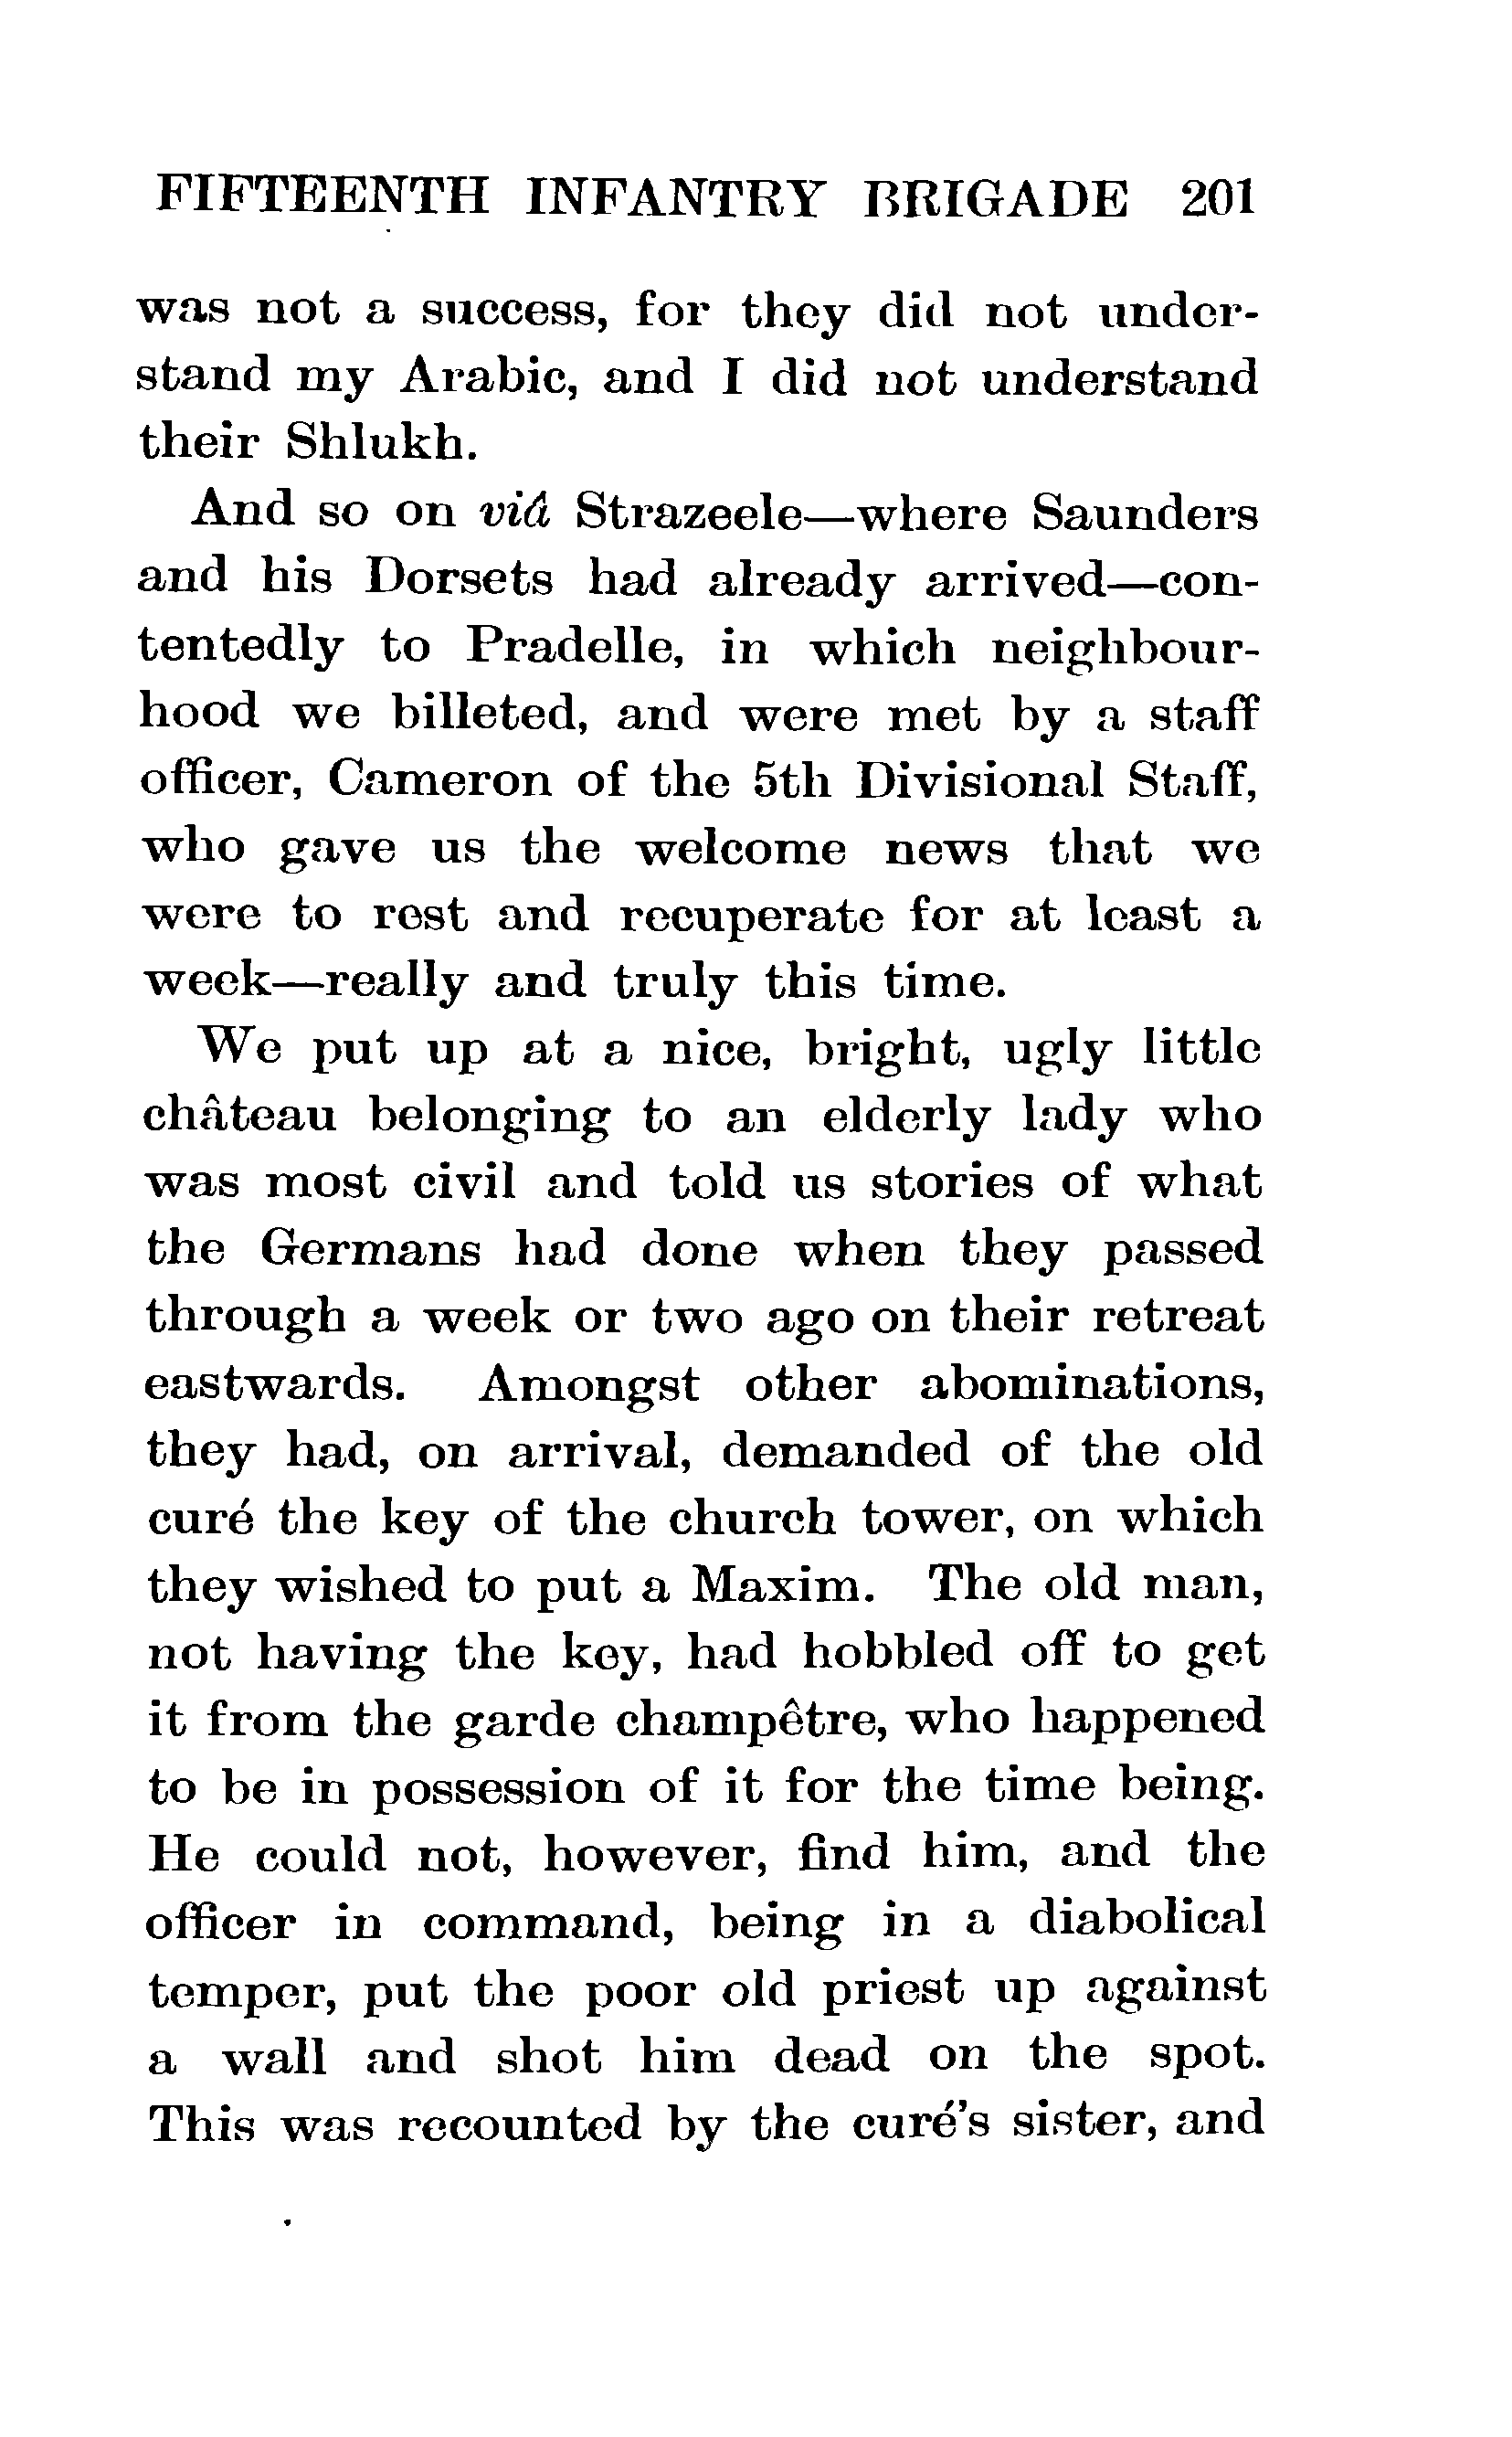 FIFTEENTH INFANTRY BRIGADE 201
was not a success, for they did not under-
stand my Arabic, and I did not understand
their Shlukh.
And so on viâ Strazeele—where Saunders
and his Dorsets had already arrived—con-
tentedly to Pradelle, in which neighbour-
hood we billeted, and were met by a staff
officer, Cameron of the 5th Divisional Staff,
who gave us the welcome news that we
were to rest and recuperate for at least a
week—really and truly this time.
We put up at a nice, bright, ugly little
château belonging to an elderly lady who
was most civil and told us stories of what
the Germans had done when they passed
through a week or two ago on their retreat
eastwards. Amongst other abominations,
they had, on arrival, demanded of the old
curé the key of the church tower, on which
they wished to put a Maxim. The old man,
not having the key, had hobbled off to get
it from the garde champêtre, who happened
to be in possession of it for the time being.
He could not, however, find him, and the
officer in command, being in a diabolical
temper, put the poor old priest up against
a wall and shot him dead on the spot.
This was recounted by the curé's sister, and